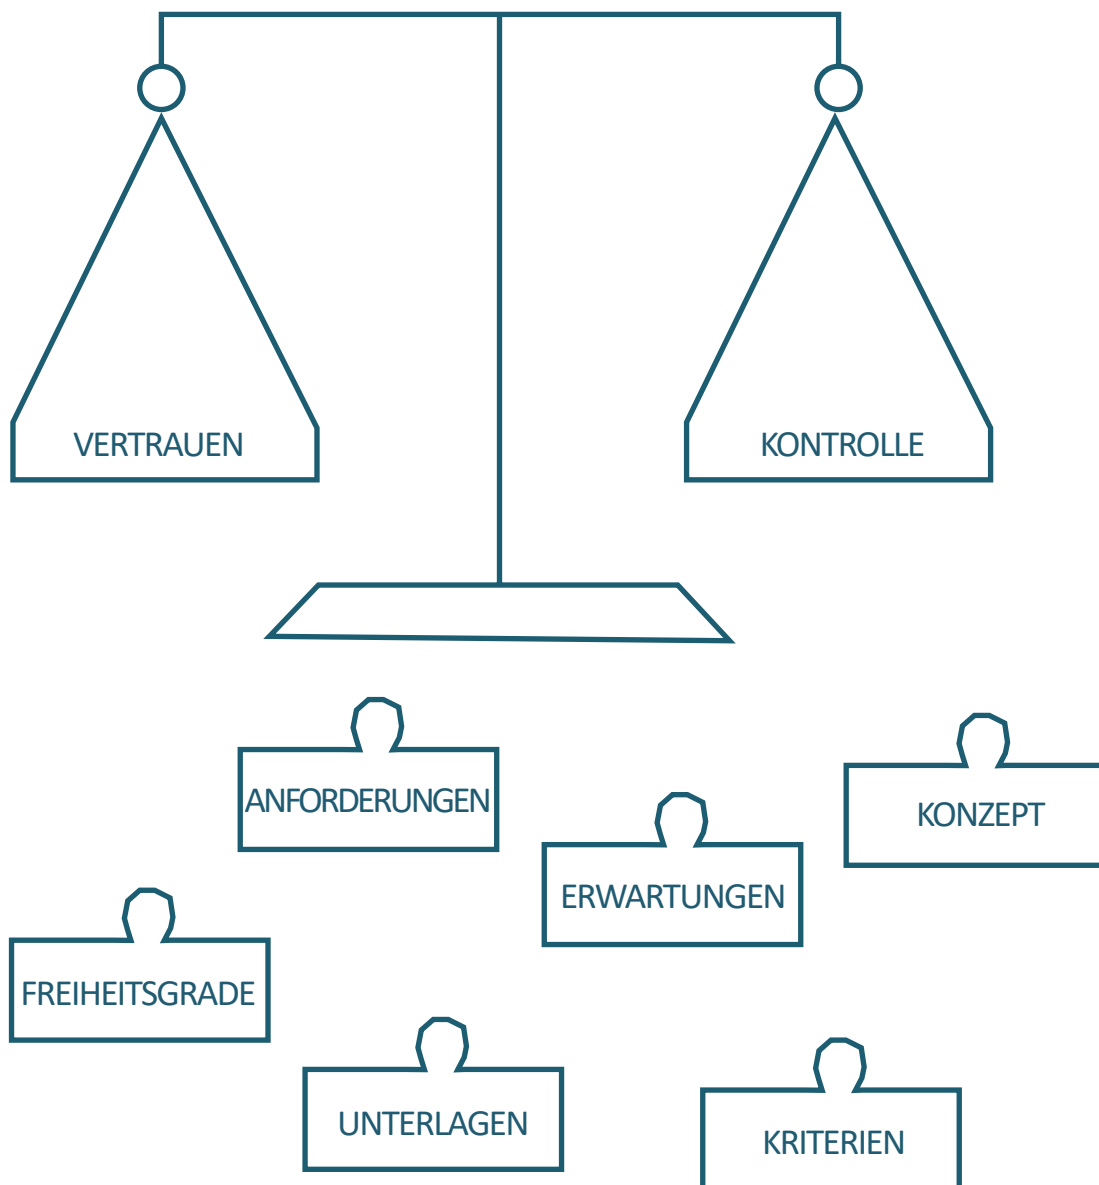 VERTRAUEN
KONTROLLE
ANFORDERUNGEN
KONZEPT
ERWARTUNGEN
FREIHEITSGRADE
UNTERLAGEN
KRITERIEN